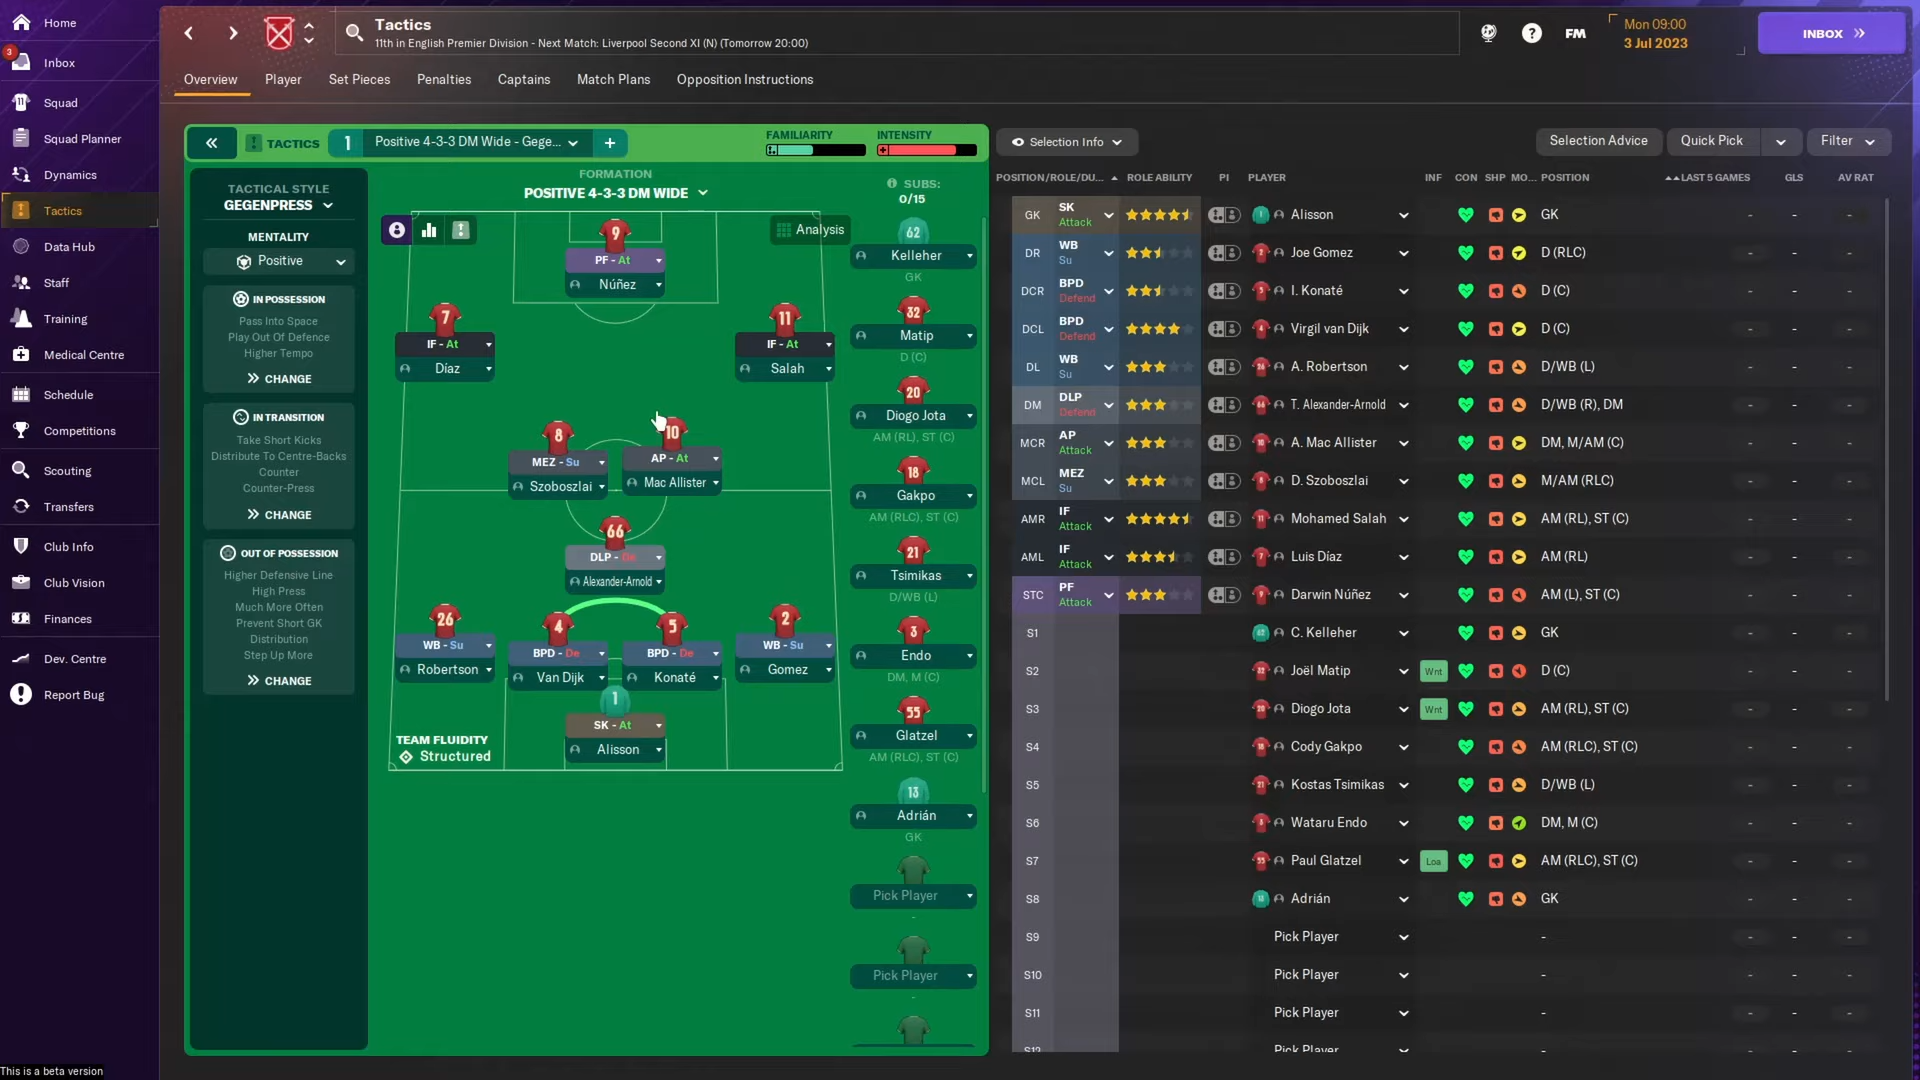 Home
3
Inbox
Squad
Squad Planner
Dynamics
Tactics
Data Hub
Staff
Training
Medical Centre
Schedule
Competitions
Scouting
Transfers
Club Info
Club Vision
Finances
Dev. Centre
Report Bug
This is a beta version
Tactics
11th in English Premier Division - Next Match: Liverpool Second XI (N) (Tomorrow 20:00)
FM
Mon 09:00
3 Jul 2023
INBOX
Overview
Player
Set Pieces
Penalties
Captains
Match Plans
Opposition Instructions
TACTICS
1
Positive 4-3-3 DM Wide - Gege...
+
FAMILIARITY
INTENSITY
TACTICAL STYLE
GEGENPRESS
MENTALITY
Positive
IN POSSESSION
Pass Into Space
Play Out Of Defence
Higher Tempo
CHANGE
IN TRANSITION
Take Short Kicks
Distribute To Centre-Backs
Counter
Counter-Press
CHANGE
OUT OF POSSESSION
Higher Defensive Line
High Press
Much More Often
Prevent Short GK
Distribution
Step Up More
CHANGE
FORMATION
POSITIVE 4-3-3 DM WIDE
Analysis
9
PF - At
Núñez
7
IF - At
Díaz
11
IF - At
Salah
8
MEZ - Su
Szoboszlai
10
AP - At
Mac Allister
66
DLP - De
Alexander-Arnold
26
WB - Su
Robertson
4
BPD - De
Van Dijk
5
BPD - De
Konaté
2
WB - Su
Gomez
1
SK - At
Alisson
TEAM FLUIDITY
Structured
SUBS:
0/15
62
Kelleher
GK
32
Matip
D (C)
20
Diogo Jota
AM (RL), ST (C)
18
Gakpo
AM (RLC), ST (C)
21
Tsimikas
D/WB (L)
3
Endo
DM, M (C)
55
Glatzel
AM (RLC), ST (C)
13
Adrián
GK
Pick Player
-
Pick Player
-
Selection Info
Selection Advice
Quick Pick
Filter
POSITION/ROLE/DU... ROLE ABILITY PI PLAYER INF CON SHP MO... POSITION LAST 5 GAMES GLS AV RAT
GK SK Attack Alisson GK - - -
DR WB Su Joe Gomez D (RLC) - - -
DCR BPD Defend I. Konaté D (C) - - -
DCL BPD Defend Virgil van Dijk D (C) - - -
DL WB Su A. Robertson D/WB (L) - - -
DM DLP Defend T. Alexander-Arnold D/WB (R), DM - - -
MCR AP Attack A. Mac Allister DM, M/AM (C) - - -
MCL MEZ Su D. Szoboszlai M/AM (RLC) - - -
AMR IF Attack Mohamed Salah AM (RL), ST (C) - - -
AML IF Attack Luis Díaz AM (RL) - - -
STC PF Attack Darwin Núñez AM (L), ST (C) - - -
S1 C. Kelleher GK - - -
S2 Joël Matip Wnt D (C) - - -
S3 Diogo Jota Wnt AM (RL), ST (C) - - -
S4 Cody Gakpo AM (RLC), ST (C) - - -
S5 Kostas Tsimikas D/WB (L) - - -
S6 Wataru Endo DM, M (C) - - -
S7 Paul Glatzel Loa AM (RLC), ST (C) - - -
S8 Adrián GK - - -
S9 Pick Player - - - -
S10 Pick Player - - - -
S11 Pick Player - - - -
S12 Pick Player